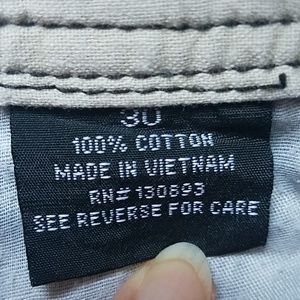 30
100% COTTON
MADE IN VIETNAM
RN# 130893
SEE REVERSE FOR CARE